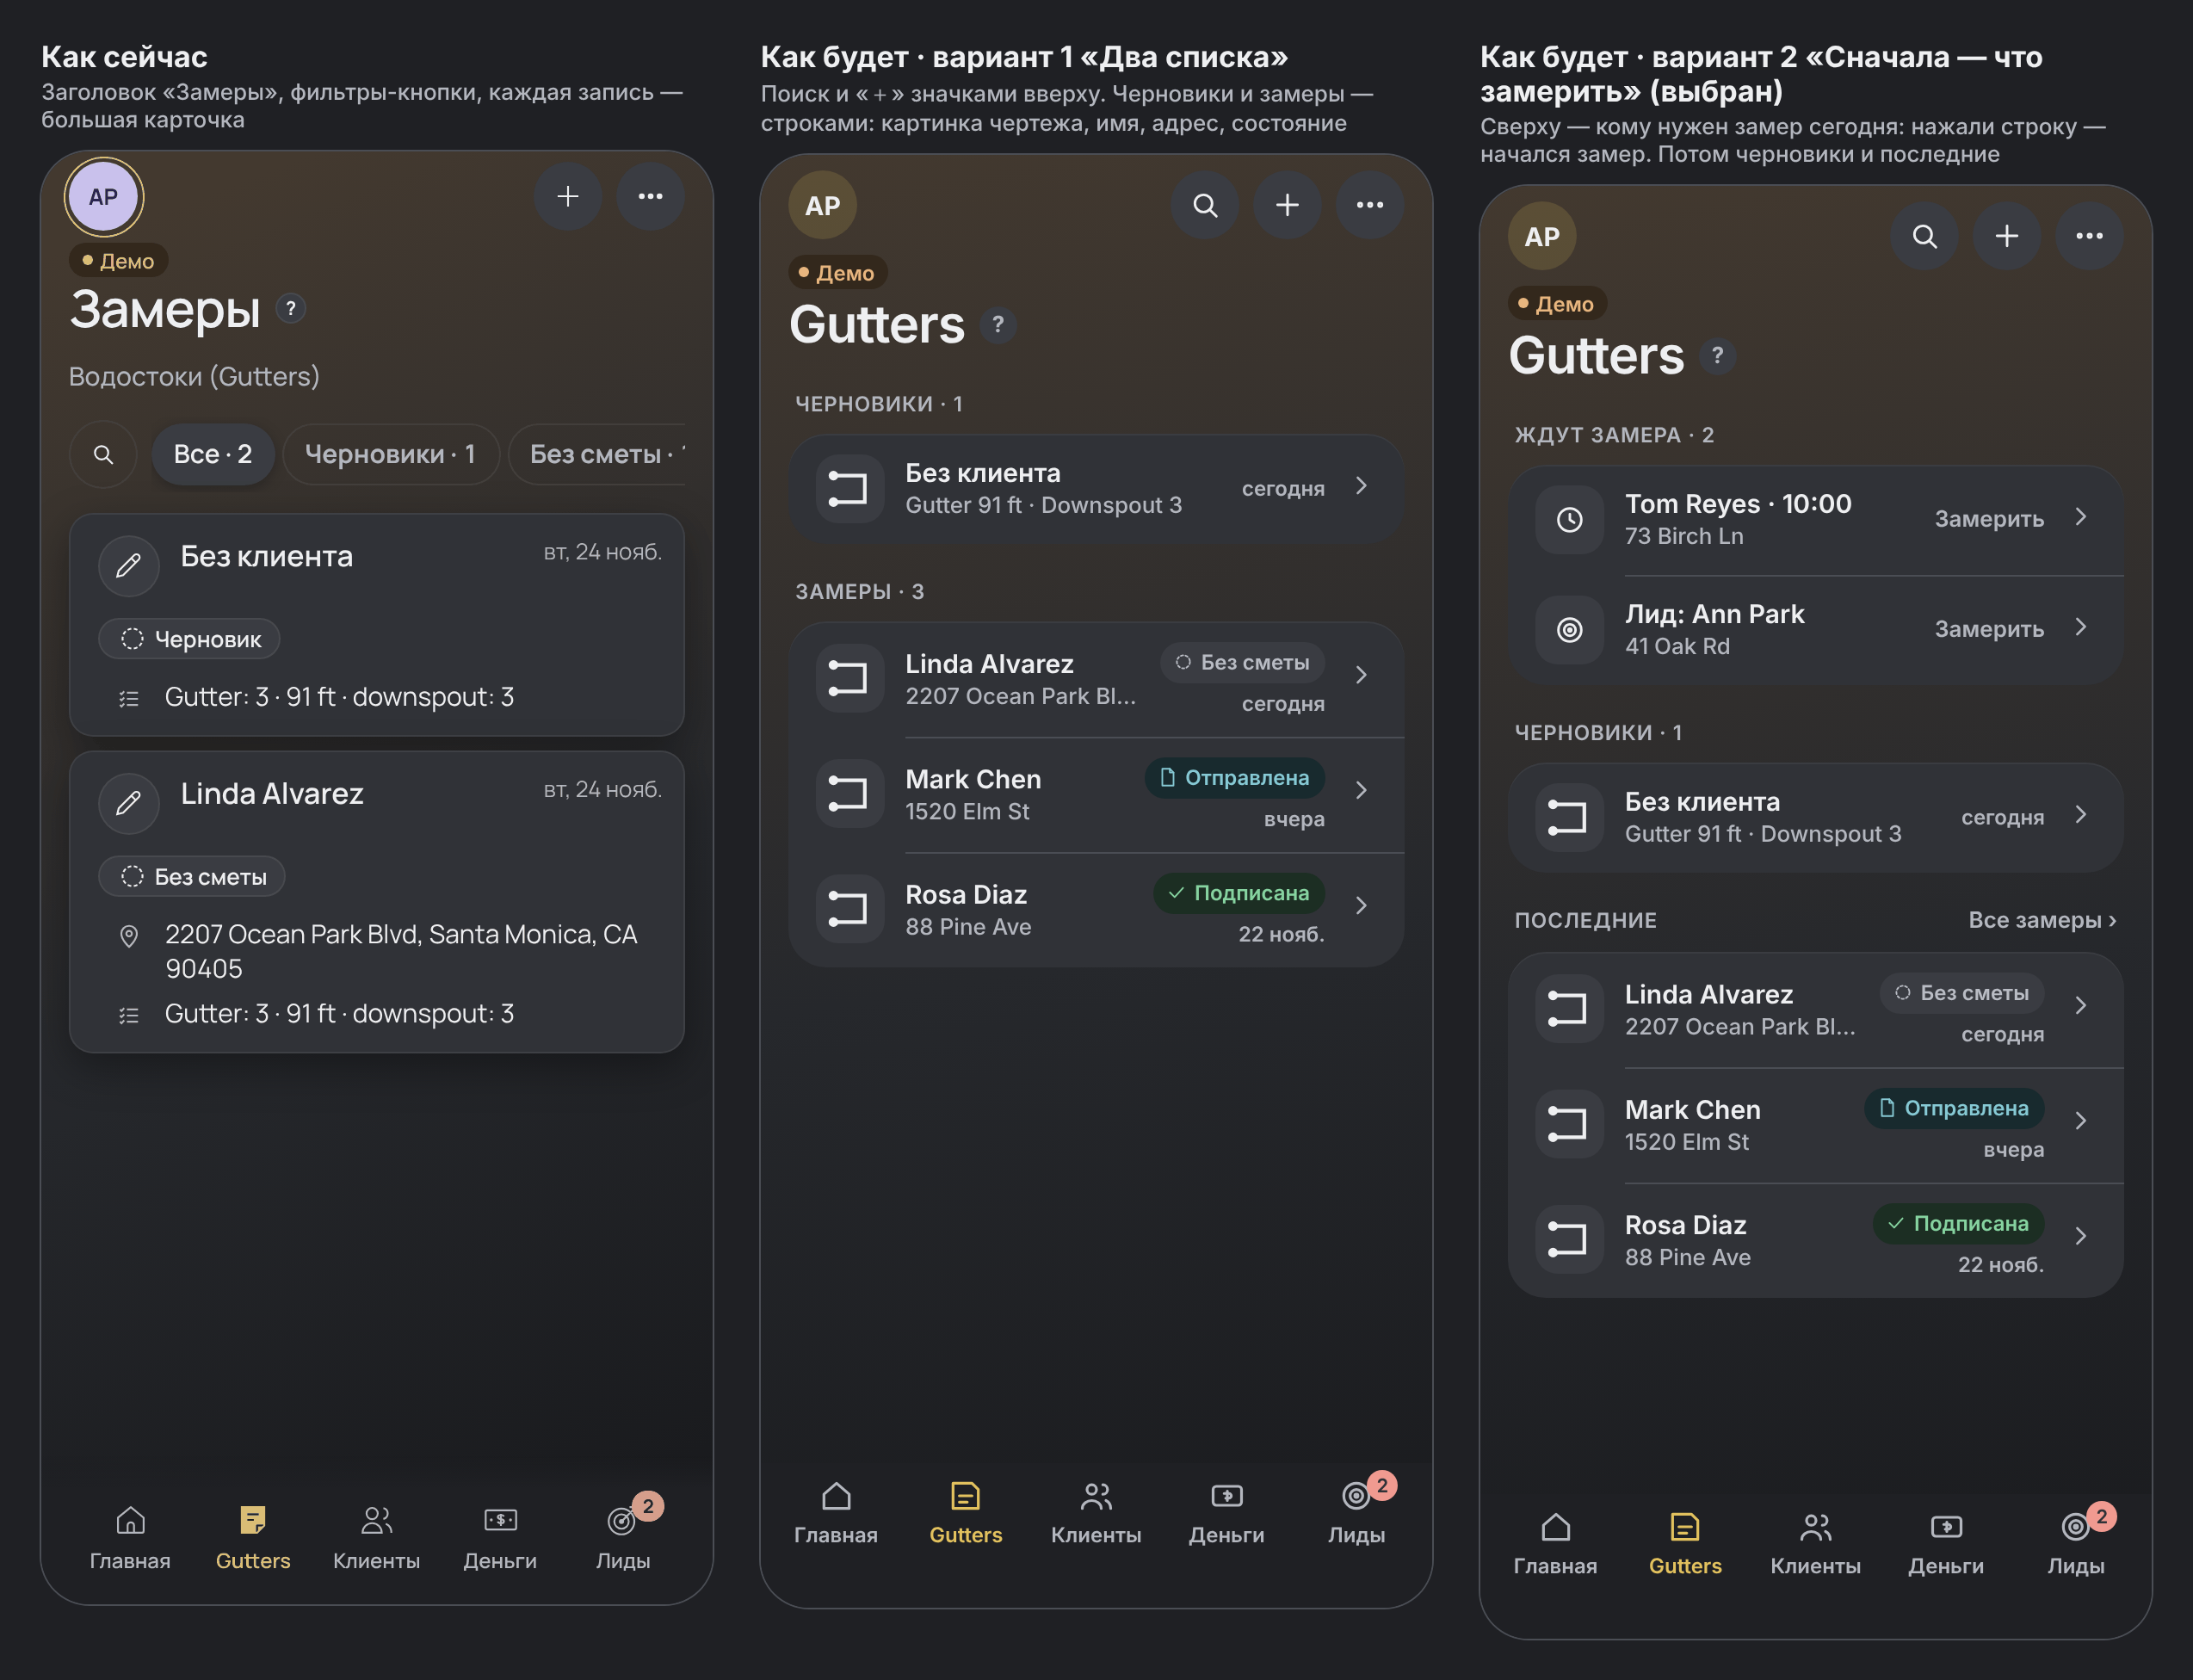 Как сейчас
Заголовок «Замеры», фильтры-кнопки, каждая запись —
большая карточка
AP
Демо
Замеры ?
Водостоки (Gutters)
Все · 2
Черновики · 1
Без сметы ·
Без клиента
вт, 24 нояб.
Черновик
Gutter: 3 · 91 ft · downspout: 3
Linda Alvarez
вт, 24 нояб.
Без сметы
2207 Ocean Park Blvd, Santa Monica, CA
90405
Gutter: 3 · 91 ft · downspout: 3
Главная
Gutters
Клиенты
Деньги
2
Лиды
Как будет · вариант 1 «Два списка»
Поиск и «+» значками вверху. Черновики и замеры —
строками: картинка чертежа, имя, адрес, состояние
AP
Демо
Gutters ?
ЧЕРНОВИКИ · 1
Без клиента
Gutter 91 ft · Downspout 3
сегодня
ЗАМЕРЫ · 3
Linda Alvarez
Без сметы
2207 Ocean Park Bl...
сегодня
Mark Chen
Отправлена
1520 Elm St
вчера
Rosa Diaz
Подписана
88 Pine Ave
22 нояб.
Главная
Gutters
Клиенты
Деньги
2
Лиды
Как будет · вариант 2 «Сначала — что
замерить» (выбран)
Сверху — кому нужен замер сегодня: нажали строку —
начался замер. Потом черновики и последние
AP
Демо
Gutters ?
ЖДУТ ЗАМЕРА · 2
Tom Reyes · 10:00
73 Birch Ln
Замерить
Лид: Ann Park
41 Oak Rd
Замерить
ЧЕРНОВИКИ · 1
Без клиента
Gutter 91 ft · Downspout 3
сегодня
ПОСЛЕДНИЕ
Все замеры ›
Linda Alvarez
Без сметы
2207 Ocean Park Bl...
сегодня
Mark Chen
Отправлена
1520 Elm St
вчера
Rosa Diaz
Подписана
88 Pine Ave
22 нояб.
Главная
Gutters
Клиенты
Деньги
2
Лиды